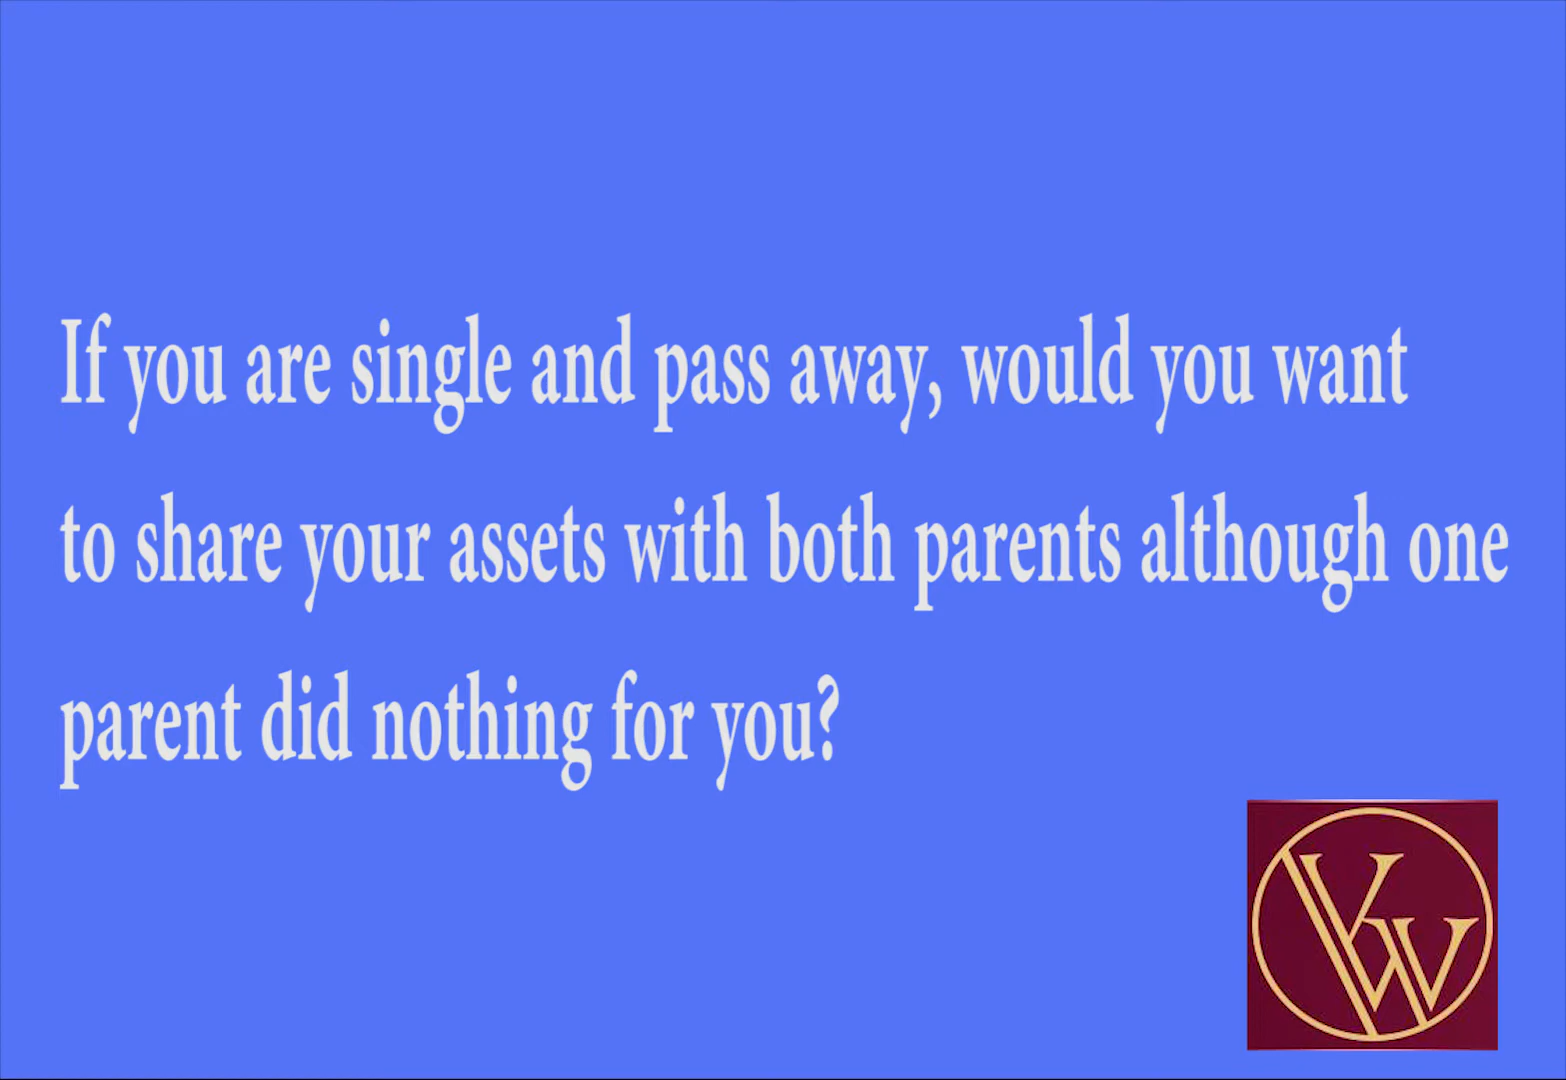 If you are single and pass away, would you want
to share your assets with both parents although one
parent did nothing for you?
VW